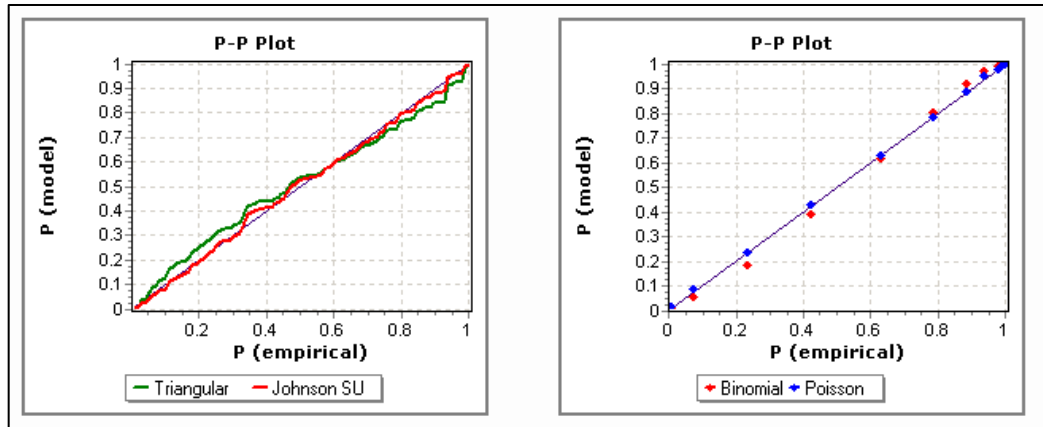 P-P Plot
1
0.9
0.8
0.7
0.6
0.5
0.4
0.3
0.2
0.1
0
P (model)
0.2 0.4 0.6 0.8 1
P (empirical)
Triangular Johnson SU
P-P Plot
1
0.9
0.8
0.7
0.6
0.5
0.4
0.3
0.2
0.1
0
P (model)
0 0.2 0.4 0.6 0.8 1
P (empirical)
Binomial Poisson